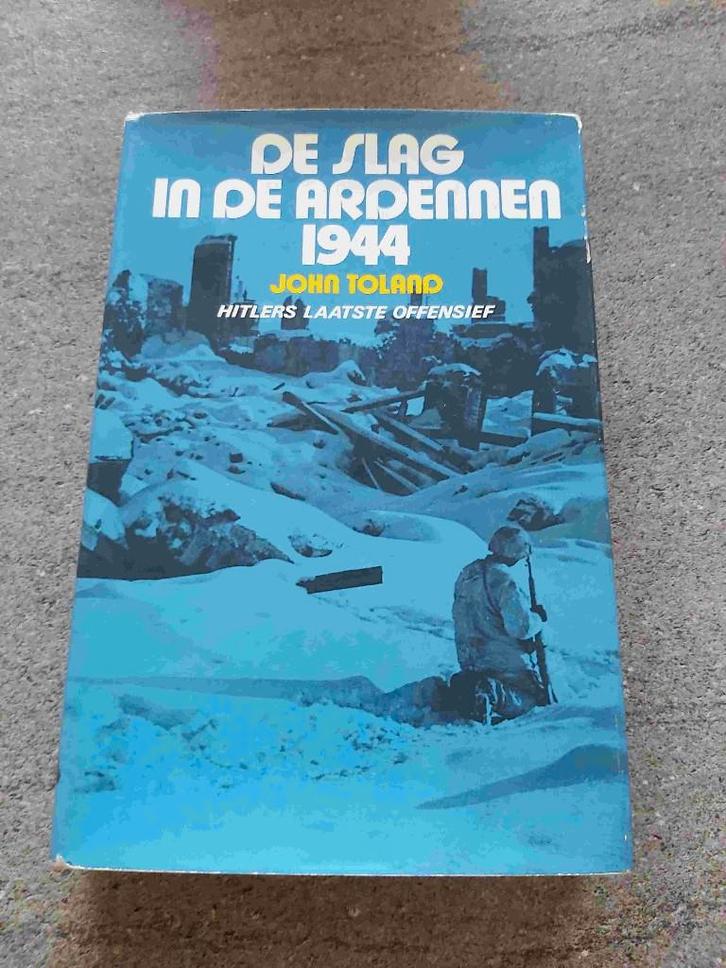 DE SLAG
IN DE ARDENNEN
1944
JOHN TOLAND
HITLERS LAATSTE OFFENSIEF